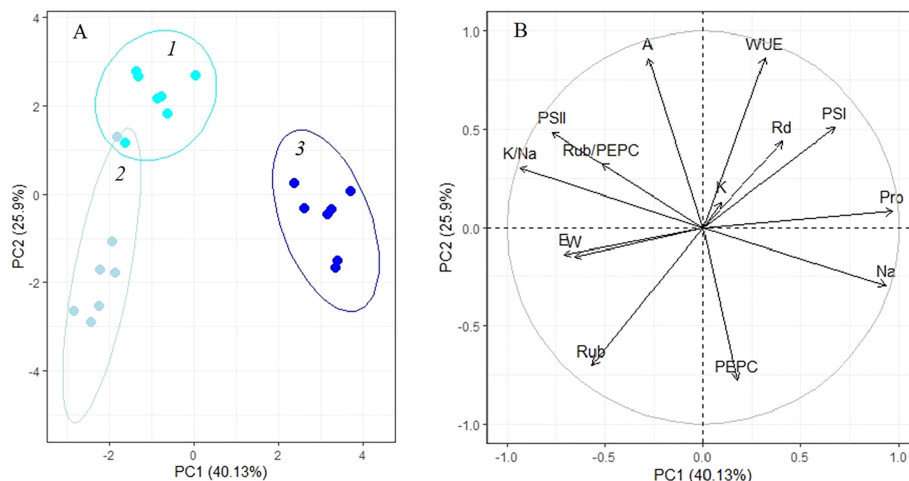 A
1
2
3
4
2
0
-2
-4
-2
0
2
4
PC2 (25.9%)
PC1 (40.13%)
B
A
WUE
PSII
PSI
Rd
Rub/PEPC
K/Na
K
Pro
E
W
Na
Rub
PEPC
1.0
0.5
0.0
-0.5
-1.0
-1.0
-0.5
0.0
0.5
1.0
PC2 (25.9%)
PC1 (40.13%)